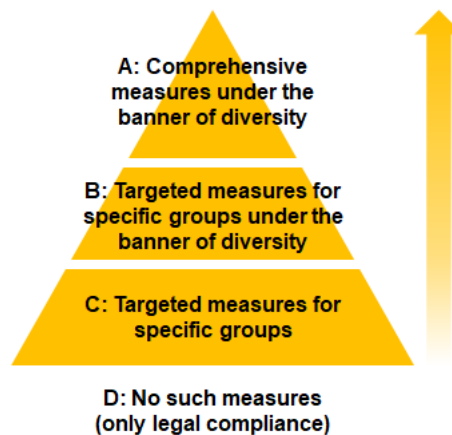 A: Comprehensive
measures under the
banner of diversity
B: Targeted measures for
specific groups under the
banner of diversity
C: Targeted measures for
specific groups
D: No such measures
(only legal compliance)